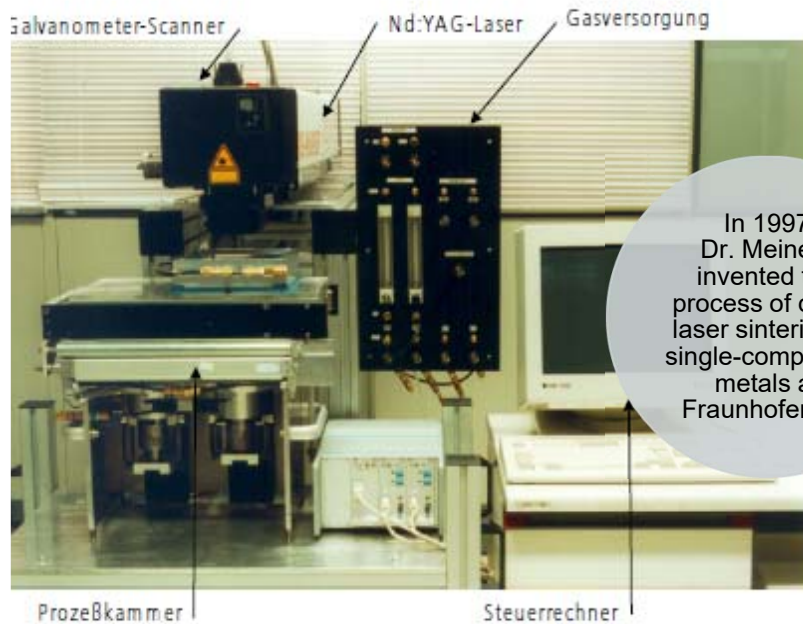 Galvanometer-Scanner
Nd:YAG-Laser
Gasversorgung
In 1997
Dr. Meine
invented
process of
laser sinteri
single-comp
metals a
Fraunhofer
Prozeßkammer
Steuerrechner